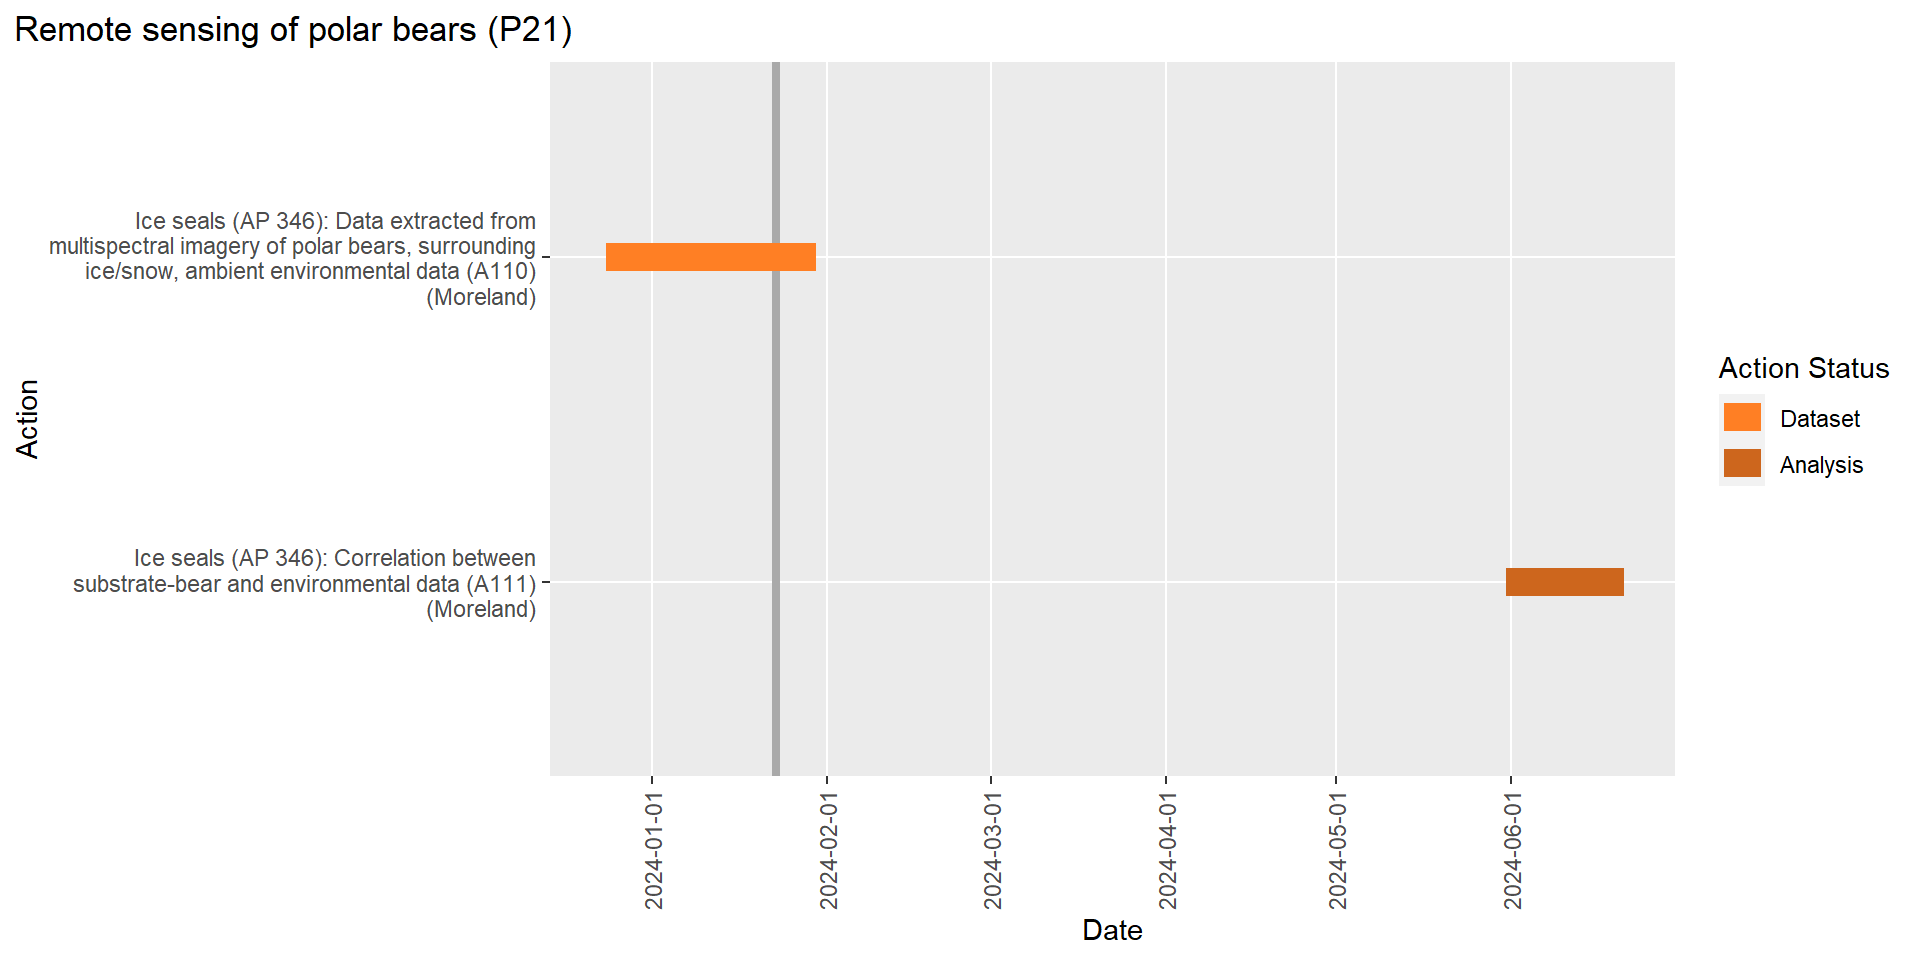 Remote sensing of polar bears (P21)
Ice seals (AP 346): Data extracted from
multispectral imagery of polar bears, surrounding
ice/snow, ambient environmental data (A110)
(Moreland)
Ice seals (AP 346): Correlation between
substrate-bear and environmental data (A111)
(Moreland)
Action
2024-01-01
2024-02-01
2024-03-01
2024-04-01
2024-05-01
2024-06-01
Date
Action Status
Dataset
Analysis